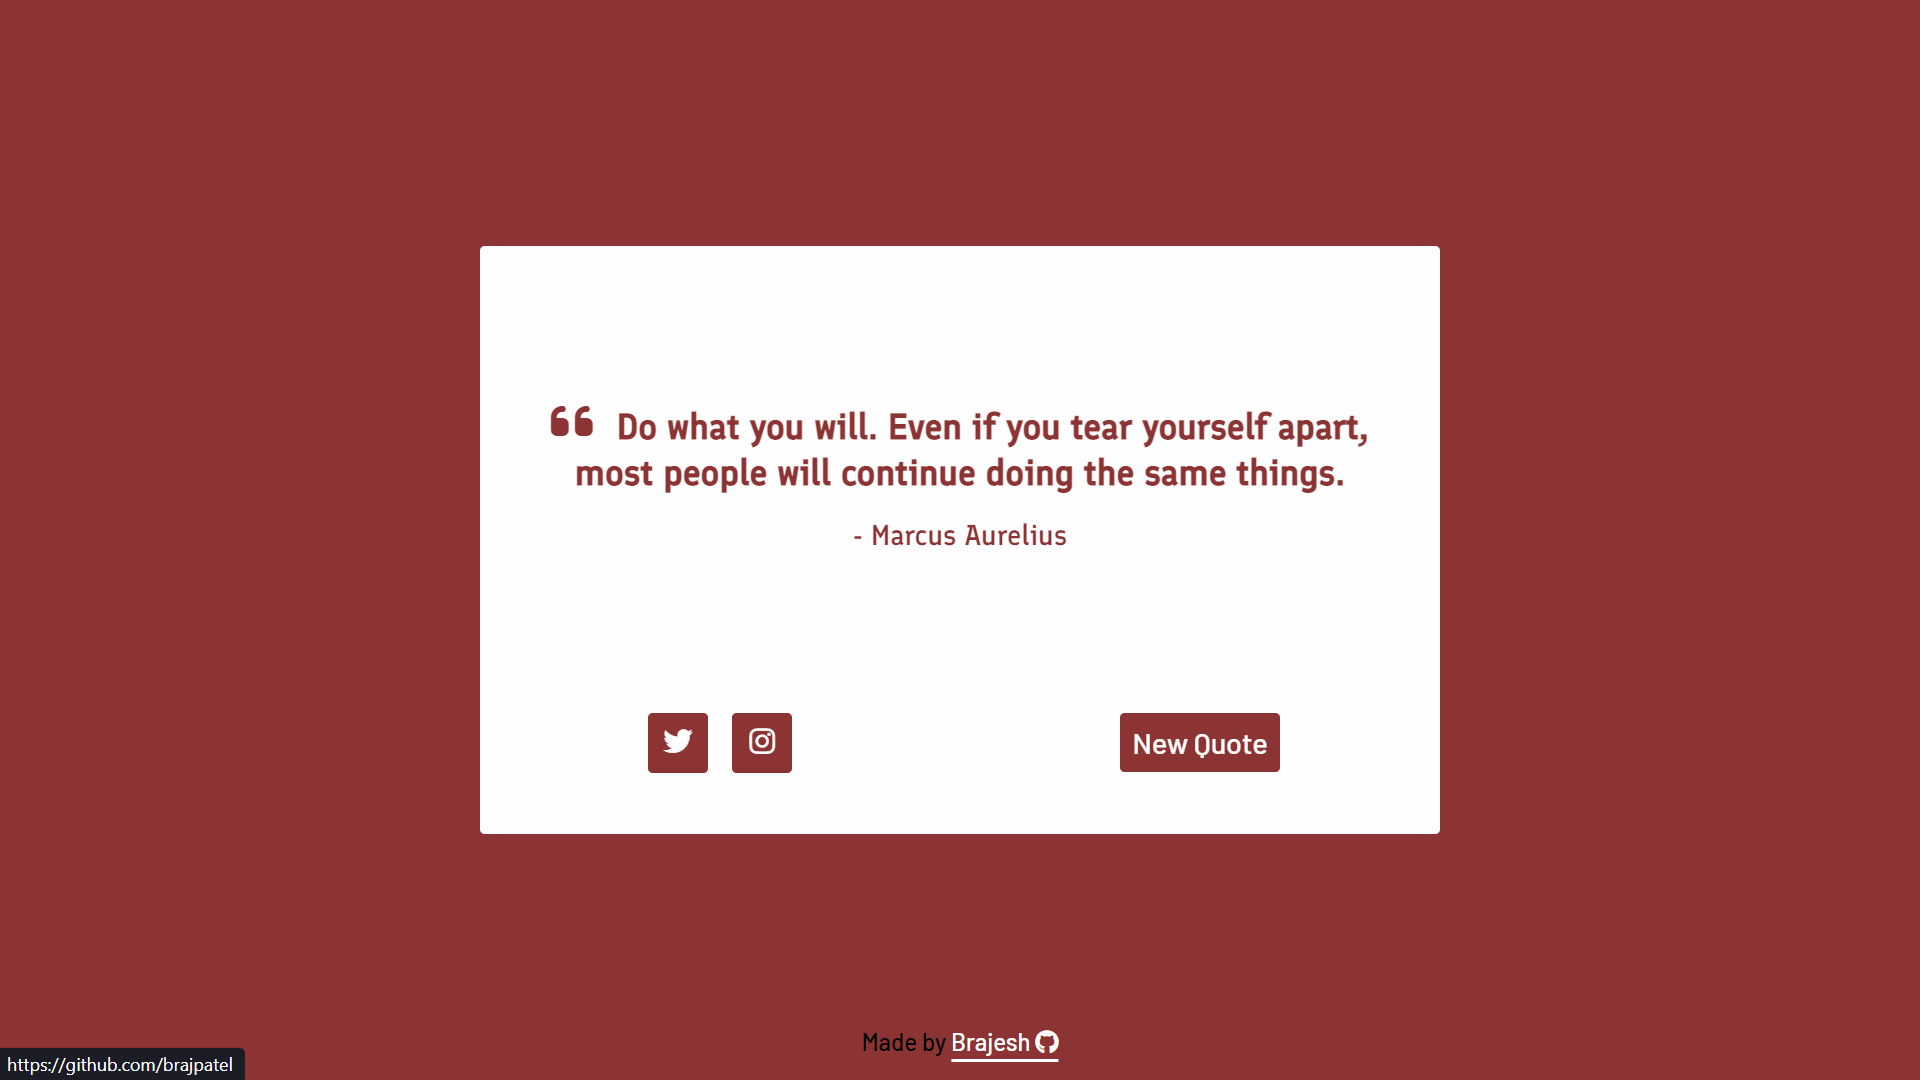 ❝ Do what you will. Even if you tear yourself apart,
most people will continue doing the same things.
- Marcus Aurelius
New Quote
Made by Brajesh
https://github.com/brajpatel